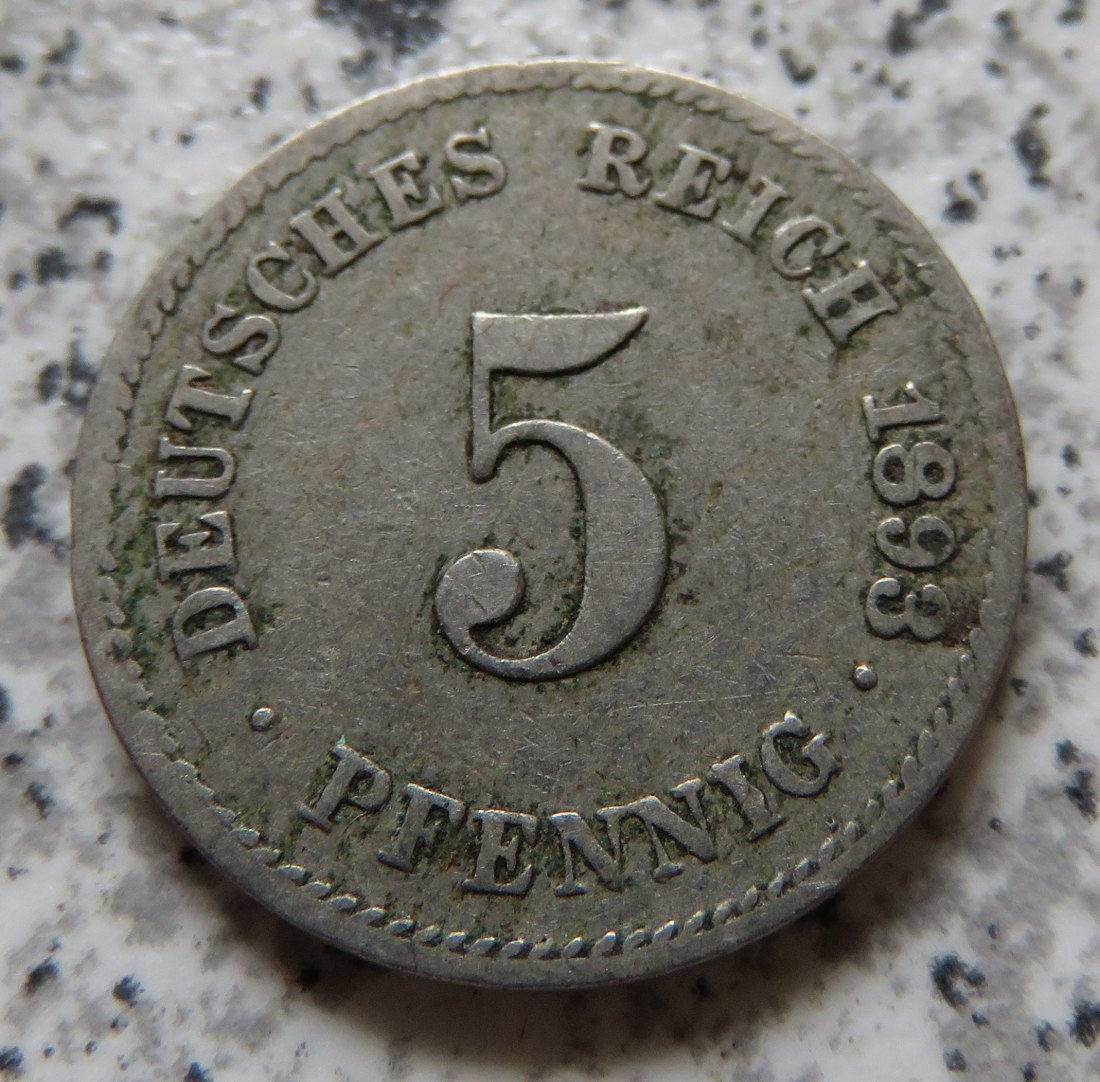 DEUTSCHES REICH 1893
5
· PFENNIG ·